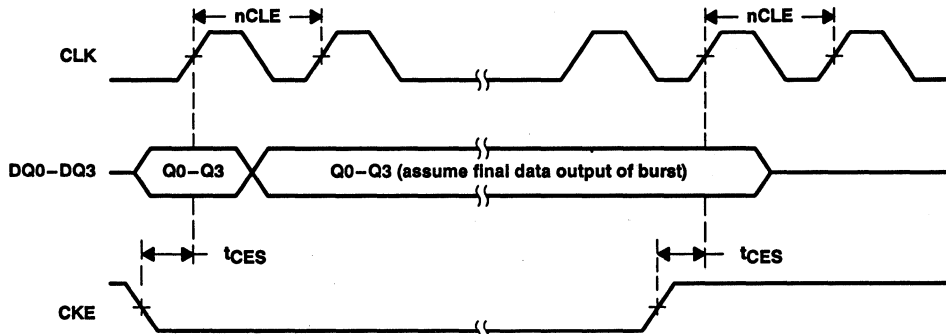 nCLE
nCLE
CLK
DQ0–DQ3
Q0–Q3
Q0–Q3 (assume final data output of burst)
tCES
tCES
CKE